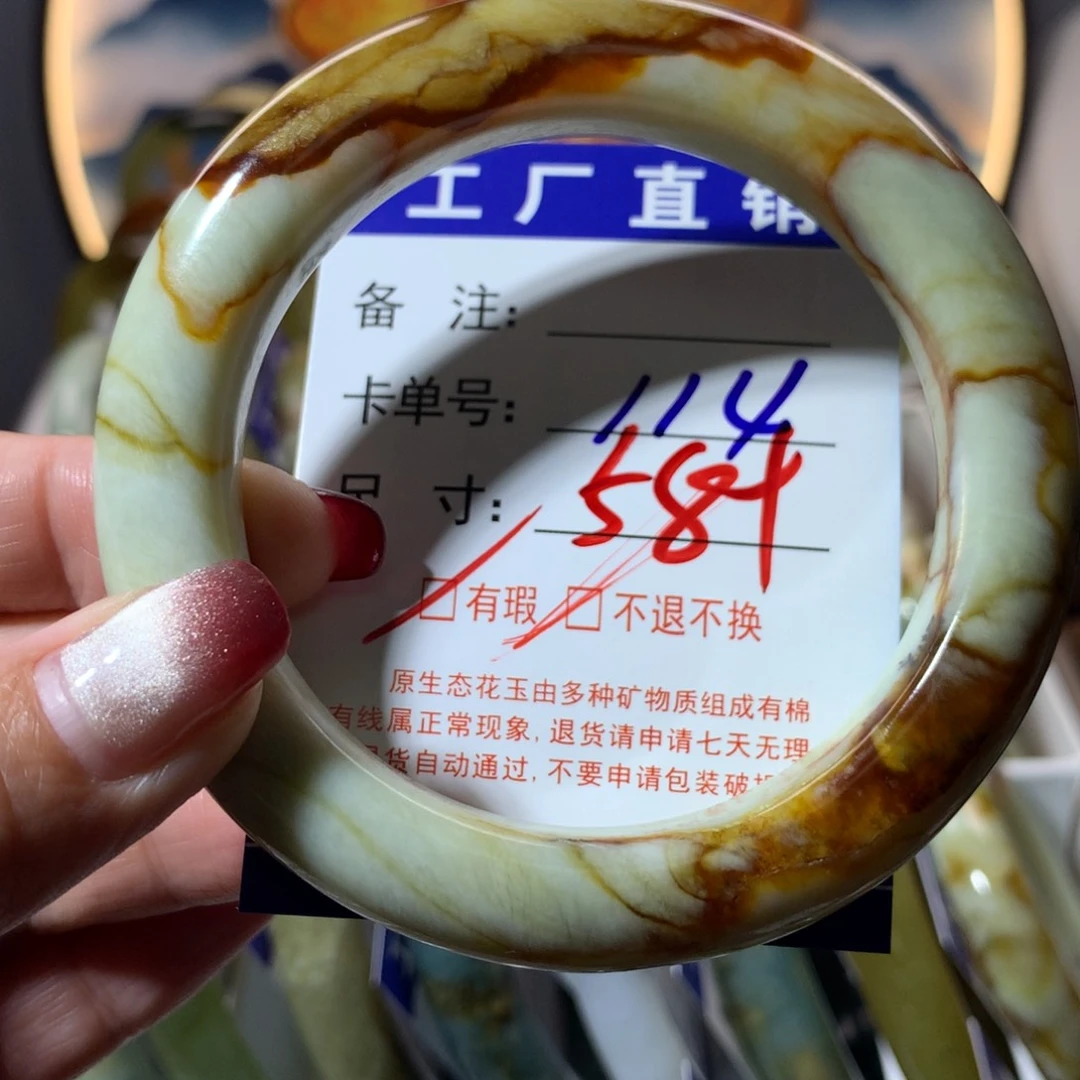 工厂直销
备 注:
卡单号: 114
尺 寸: 584
□有瑕 □不退不换
原生态花玉由多种矿物质组成有棉
有线属正常现象,退货请申请七天无理
货自动通过,不要申请包装破损